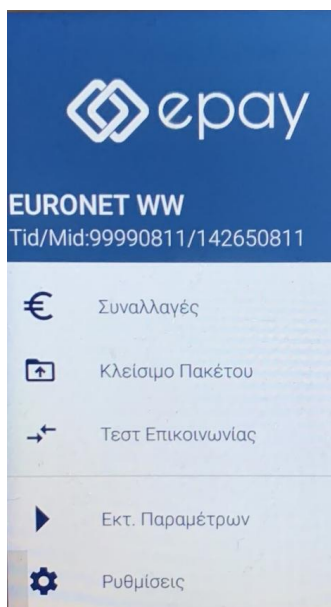 epay
EURONET WW
Tid/Mid:99990811/142650811
Συναλλαγές
Κλείσιμο Πακέτου
Τεστ Επικοινωνίας
Εκτ. Παραμέτρων
Ρυθμίσεις